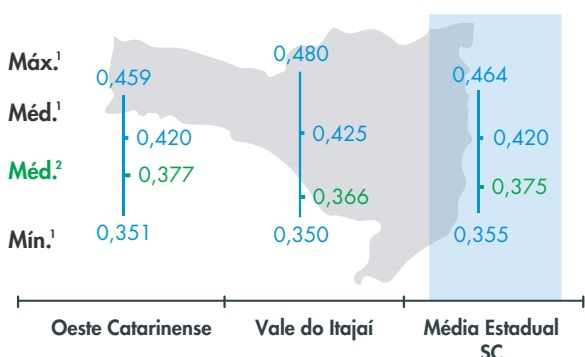 Máx.¹
0,459
0,480
0,464
Méd.¹
0,420
0,425
0,420
Méd.²
0,377
0,366
0,375
Mín.¹
0,351
0,350
0,355
Oeste Catarinense
Vale do Itajaí
Média Estadual
SC